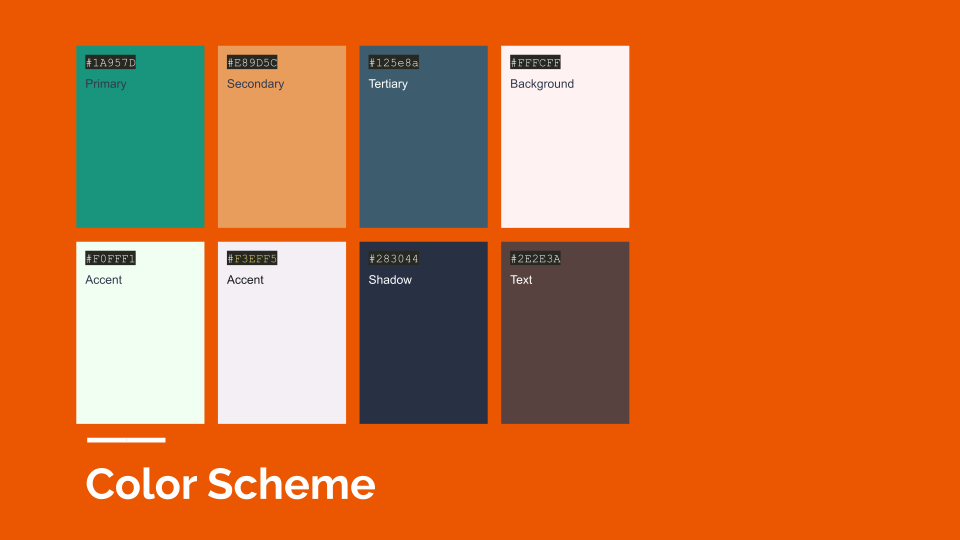 #1A957D
Primary
#E89D5C
Secondary
#125e8a
Tertiary
#FFFCFF
Background
#F0FFF1
Accent
#F3EFF5
Accent
#283044
Shadow
#2E2E3A
Text
Color Scheme